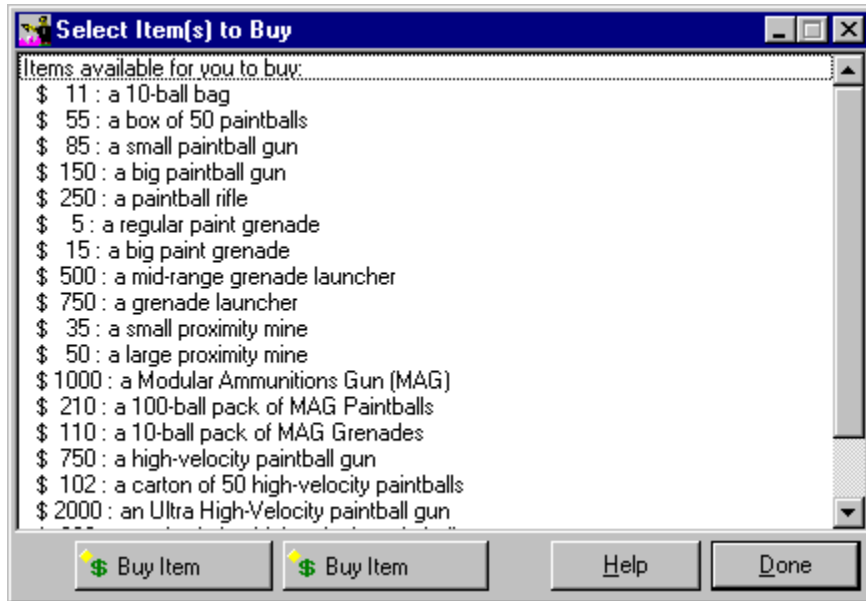 Select Item(s) to Buy
Items available for you to buy:
$ 11 : a 10-ball bag
$ 55 : a box of 50 paintballs
$ 85 : a small paintball gun
$ 150 : a big paintball gun
$ 250 : a paintball rifle
$ 5 : a regular paint grenade
$ 15 : a big paint grenade
$ 500 : a mid-range grenade launcher
$ 750 : a grenade launcher
$ 35 : a small proximity mine
$ 50 : a large proximity mine
$ 1000 : a Modular Ammunitions Gun (MAG)
$ 210 : a 100-ball pack of MAG Paintballs
$ 110 : a 10-ball pack of MAG Grenades
$ 750 : a high-velocity paintball gun
$ 102 : a carton of 50 high-velocity paintballs
$ 2000 : an Ultra High-Velocity paintball gun
$ Buy Item $ Buy Item Help Done